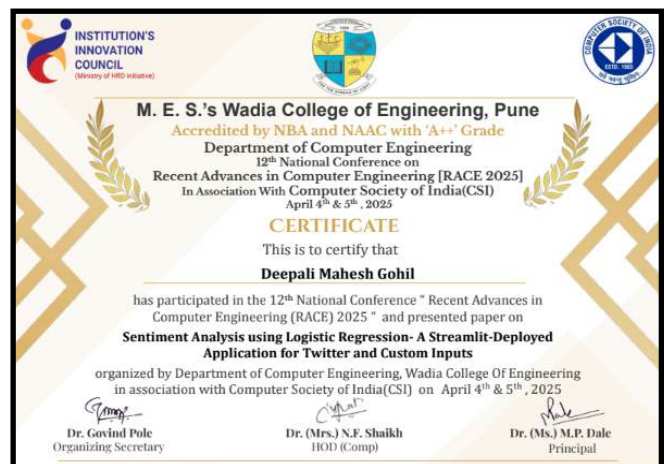 INSTITUTION'S
INNOVATION
COUNCIL
(Ministry of HRD Initiative)
COMPUTER SOCIETY OF INDIA
ESTD. 1965
M. E. S.'s Wadia College of Engineering, Pune
Accredited by NBA and NAAC with 'A++' Grade
Department of Computer Engineering
12th National Conference on
Recent Advances in Computer Engineering [RACE 2025]
In Association With Computer Society of India(CSI)
April 4th & 5th , 2025
CERTIFICATE
This is to certify that
Deepali Mahesh Gohil
has participated in the 12th National Conference " Recent Advances in
Computer Engineering (RACE) 2025 " and presented paper on
Sentiment Analysis using Logistic Regression- A Streamlit-Deployed
Application for Twitter and Custom Inputs
organized by Department of Computer Engineering, Wadia College Of Engineering
in association with Computer Society of India(CSI) on April 4th & 5th , 2025
Dr. Govind Pole
Organizing Secretary
Dr. (Mrs.) N.F. Shaikh
HOD (Comp)
Dr. (Ms.) M.P. Dale
Principal